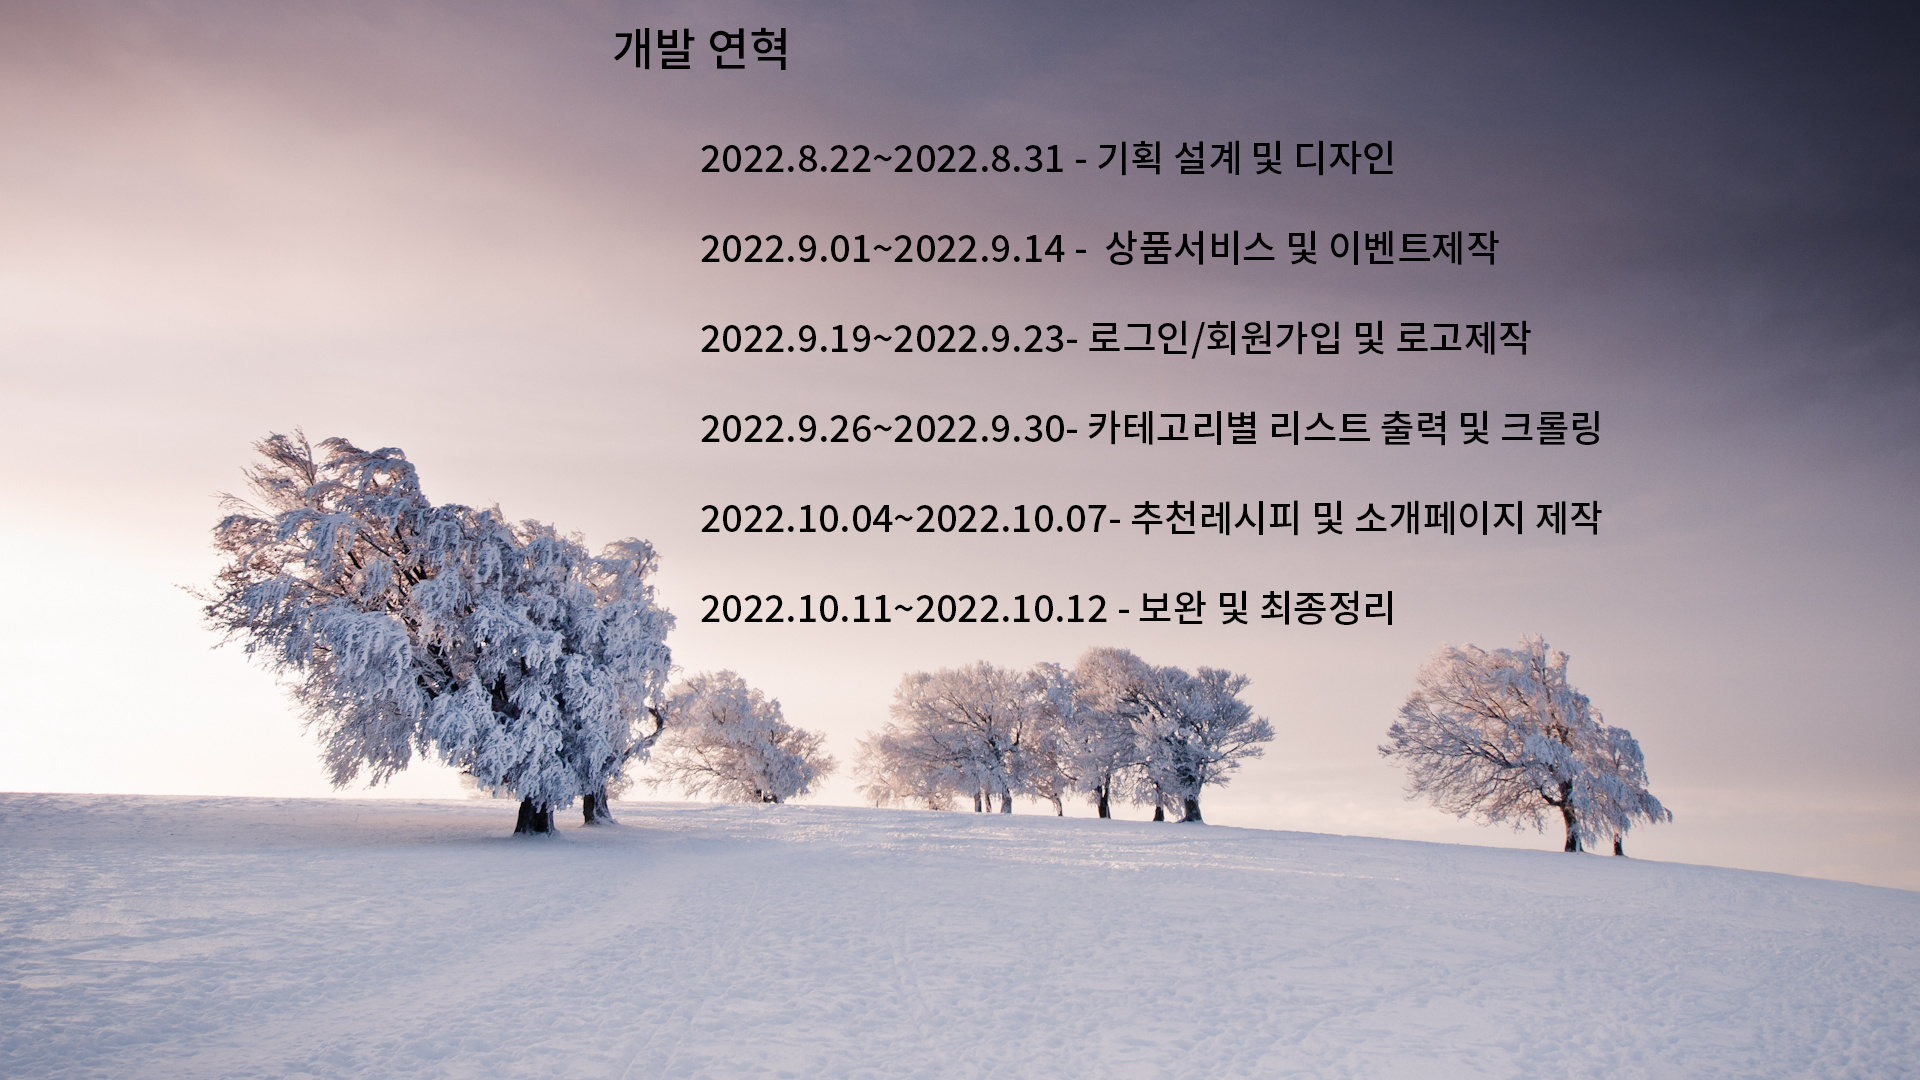 개발 연혁
2022.8.22~2022.8.31 - 기획 설계 및 디자인
2022.9.01~2022.9.14 -  상품서비스 및 이벤트제작
2022.9.19~2022.9.23- 로그인/회원가입 및 로고제작
2022.9.26~2022.9.30- 카테고리별 리스트 출력 및 크롤링
2022.10.04~2022.10.07- 추천레시피 및 소개페이지 제작
2022.10.11~2022.10.12 - 보완 및 최종정리